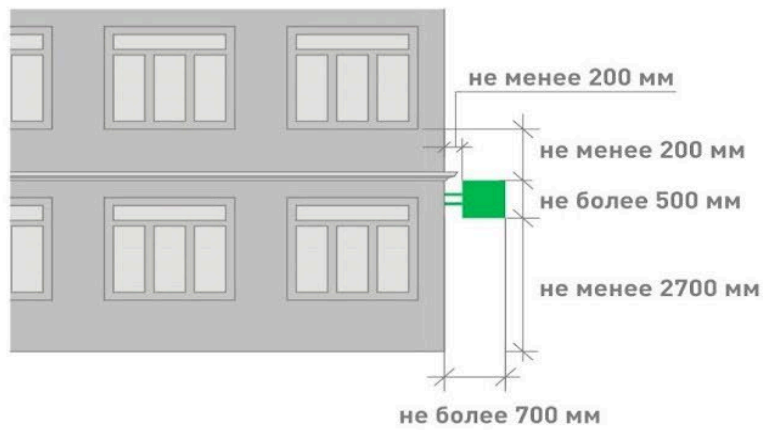 не менее 200 мм
не менее 200 мм
не более 500 мм
не менее 2700 мм
не более 700 мм